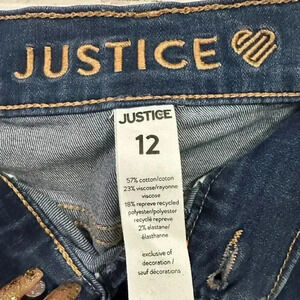 JUSTICE
JUSTICE
12
57% cotton/coton
23% viscose/rayonne
viscose
18% repreve recycled
polyester/polyester
recyclé repreve
2% elastane/
élasthanne
exclusive of
decoration /
sauf décorations